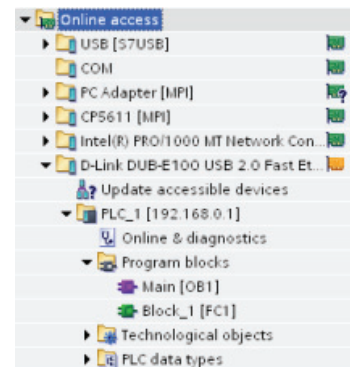 Online access
USB [S7USB]
COM
PC Adapter [MPI]
CP5611 [MPI]
Intel(R) PRO/1000 MT Network Con...
D-Link DUB-E100 USB 2.0 Fast Et...
Update accessible devices
PLC_1 [192.168.0.1]
Online & diagnostics
Program blocks
Main [OB1]
Block_1 [FC1]
Technological objects
PLC data types